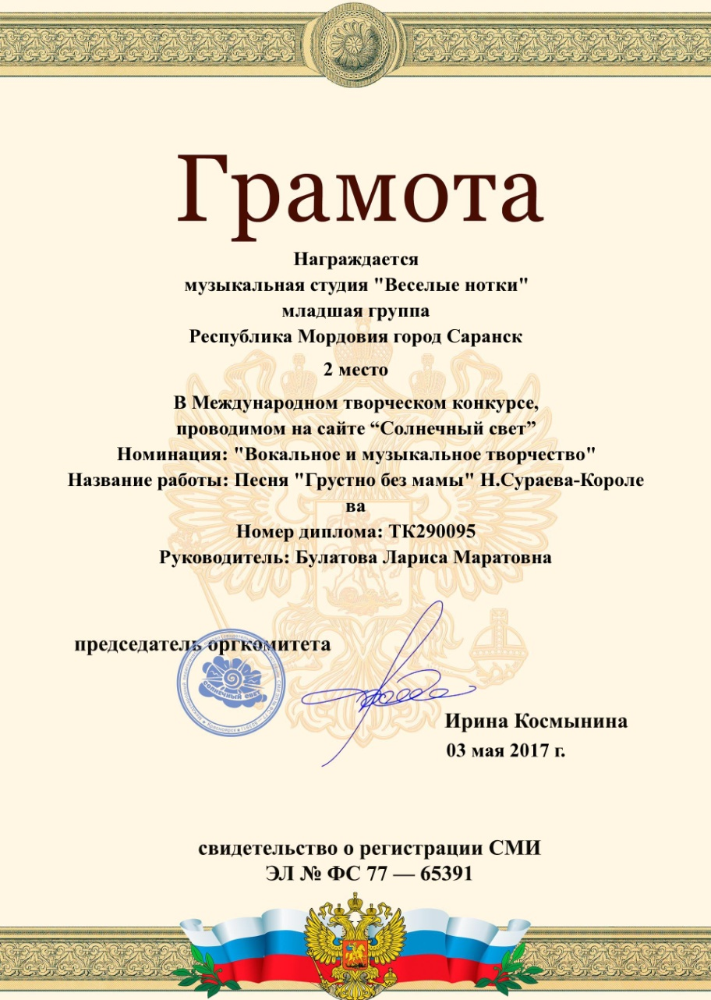 Грамота
Награждается
музыкальная студия "Веселые нотки"
младшая группа
Республика Мордовия город Саранск
2 место
В Международном творческом конкурсе,
проводимом на сайте “Солнечный свет”
Номинация: "Вокальное и музыкальное творчество"
Название работы: Песня "Грустно без мамы" Н.Сураева-Короле
ва
Номер диплома: ТК290095
Руководитель: Булатова Лариса Маратовна
председатель оргкомитета
СОЛНЕЧНЫЙ СВЕТ
Ирина Космынина
03 мая 2017 г.
свидетельство о регистрации СМИ
ЭЛ № ФС 77 — 65391